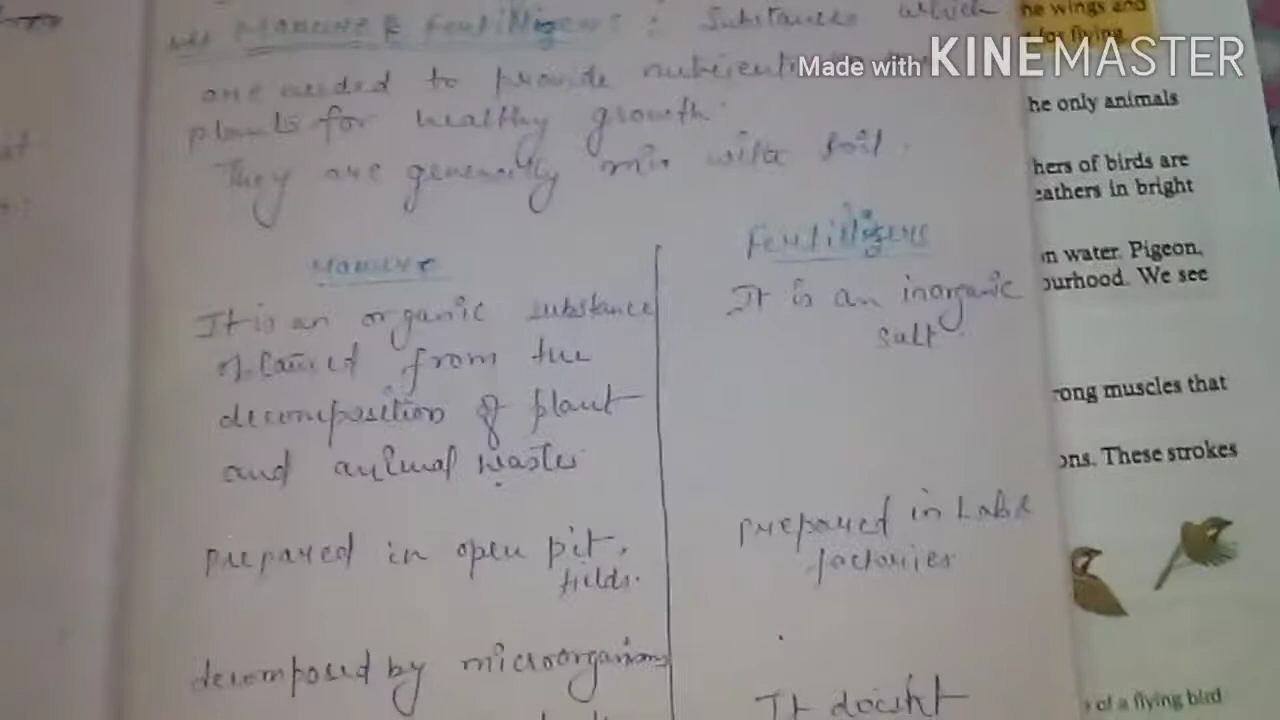 Manure & Fertilizers : Substances which
are needed to provide nutrients
plants for healthy growth.
They are generally mix with soil.
Manure
It is an organic substance
obtained from the
decomposition of plant
and animal wastes
prepared in open pit,
fields.
decomposed by microorganisms
Fertilizers
It is an inorganic
salt.
prepared in Labs &
factories
It doesn't
Made with KINEMASTER
he wings and
for flying.
he only animals
hers of birds are
eathers in bright
on water. Pigeon,
ourhood. We see
rong muscles that
ons. These strokes
of a flying bird